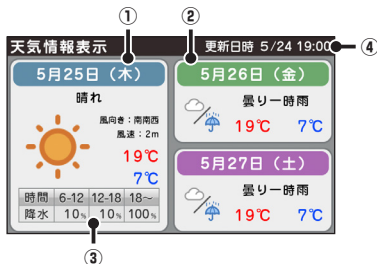 ① ②
天気情報表示 更新日時 5/24 19:00 ④
5月25日（木）
晴れ
風向き：南南西
風速：2m
19℃
7℃
時間 6-12 12-18 18～
降水 10% 10% 100%
③
5月26日（金）
曇り一時雨
19℃ 7℃
5月27日（土）
曇り一時雨
19℃ 7℃